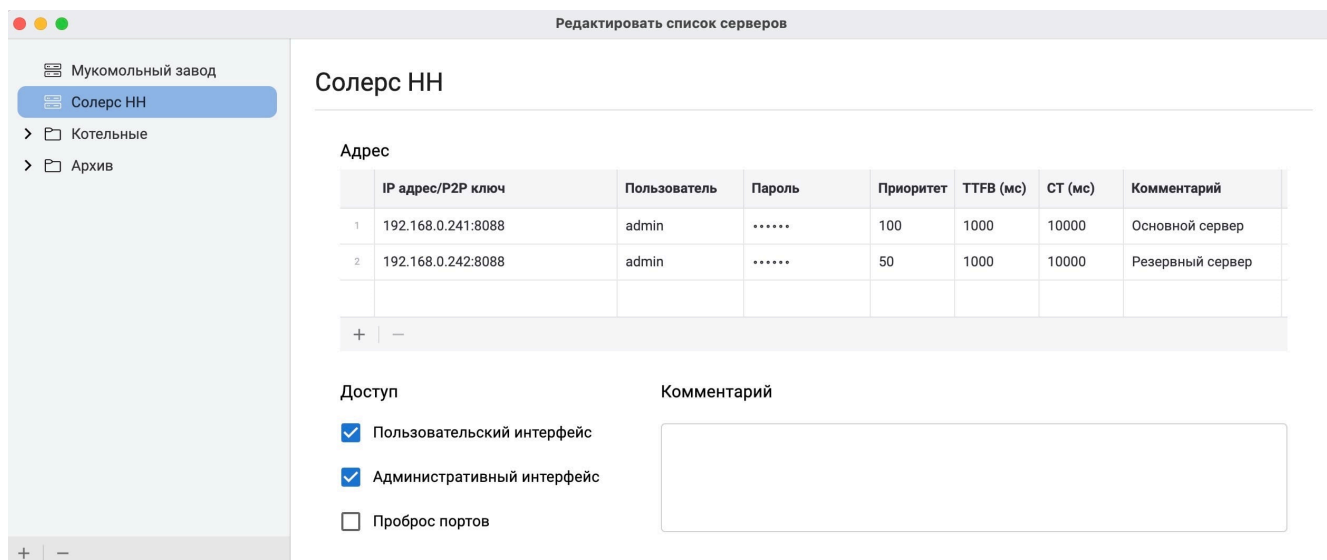 Редактировать список серверов
Мукомольный завод
Солерс НН
Котельные
Архив
Солерс НН
Адрес
IP адрес/P2P ключ Пользователь Пароль Приоритет TTFB (мс) CT (мс) Комментарий
1 192.168.0.241:8088 admin •••••• 100 1000 10000 Основной сервер
2 192.168.0.242:8088 admin •••••• 50 1000 10000 Резервный сервер
+ −
Доступ Комментарий
Пользовательский интерфейс
Административный интерфейс
Проброс портов
+ −